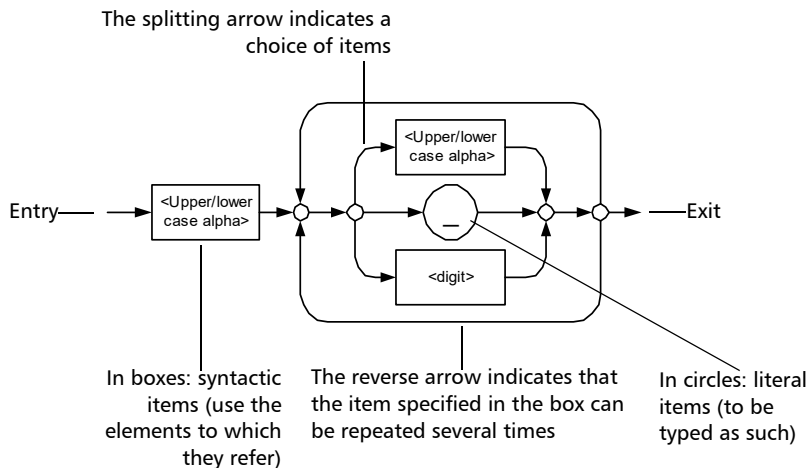 The splitting arrow indicates a
choice of items
<Upper/lower
case alpha>
Entry
<Upper/lower
case alpha>
_
Exit
<digit>
In boxes: syntactic
items (use the
elements to which
they refer)
The reverse arrow indicates that
the item specified in the box can
be repeated several times
In circles: literal
items (to be
typed as such)